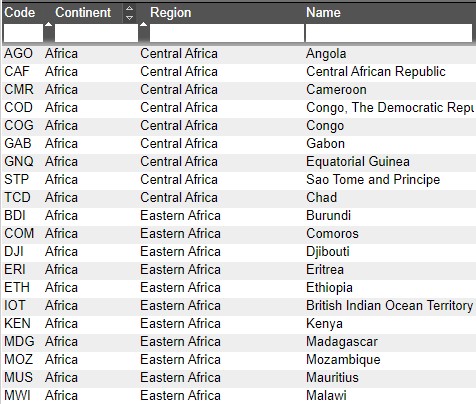 Code Continent Region Name
AGO Africa Central Africa Angola
CAF Africa Central Africa Central African Republic
CMR Africa Central Africa Cameroon
COD Africa Central Africa Congo, The Democratic Repu
COG Africa Central Africa Congo
GAB Africa Central Africa Gabon
GNQ Africa Central Africa Equatorial Guinea
STP Africa Central Africa Sao Tome and Principe
TCD Africa Central Africa Chad
BDI Africa Eastern Africa Burundi
COM Africa Eastern Africa Comoros
DJI Africa Eastern Africa Djibouti
ERI Africa Eastern Africa Eritrea
ETH Africa Eastern Africa Ethiopia
IOT Africa Eastern Africa British Indian Ocean Territory
KEN Africa Eastern Africa Kenya
MDG Africa Eastern Africa Madagascar
MOZ Africa Eastern Africa Mozambique
MUS Africa Eastern Africa Mauritius
MWI Africa Eastern Africa Malawi